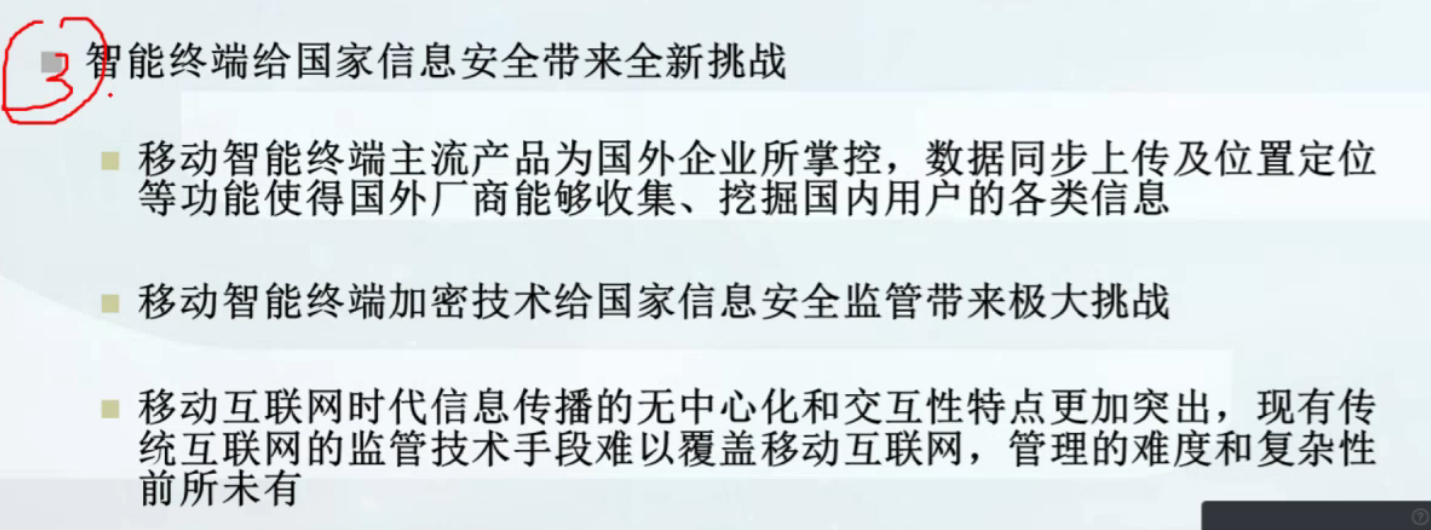 3
智能终端给国家信息安全带来全新挑战
移动智能终端主流产品为国外企业所掌控，数据同步上传及位置定位
等功能使得国外厂商能够收集、挖掘国内用户的各类信息
移动智能终端加密技术给国家信息安全监管带来极大挑战
移动互联网时代信息传播的无中心化和交互性特点更加突出，现有传
统互联网的监管技术手段难以覆盖移动互联网，管理的难度和复杂性
前所未有